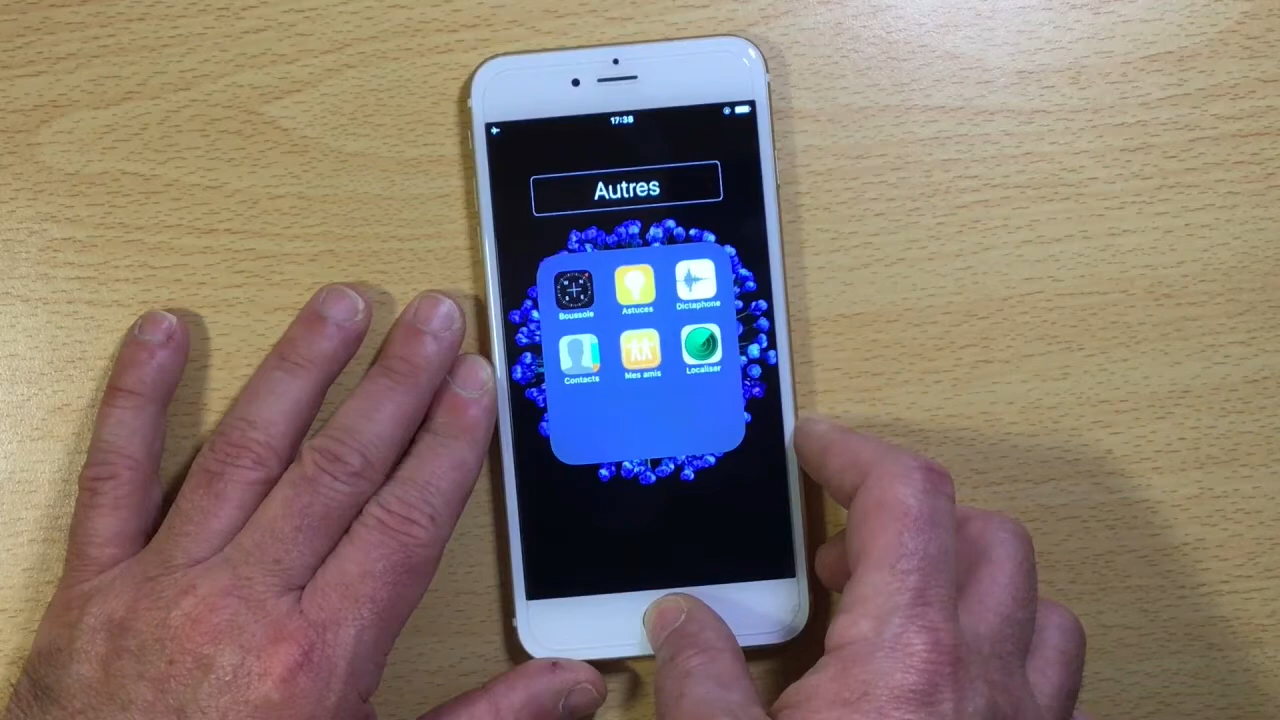 17:38
Autres
Boussole
Astuces
Dictaphone
Contacts
Mes amis
Localiser